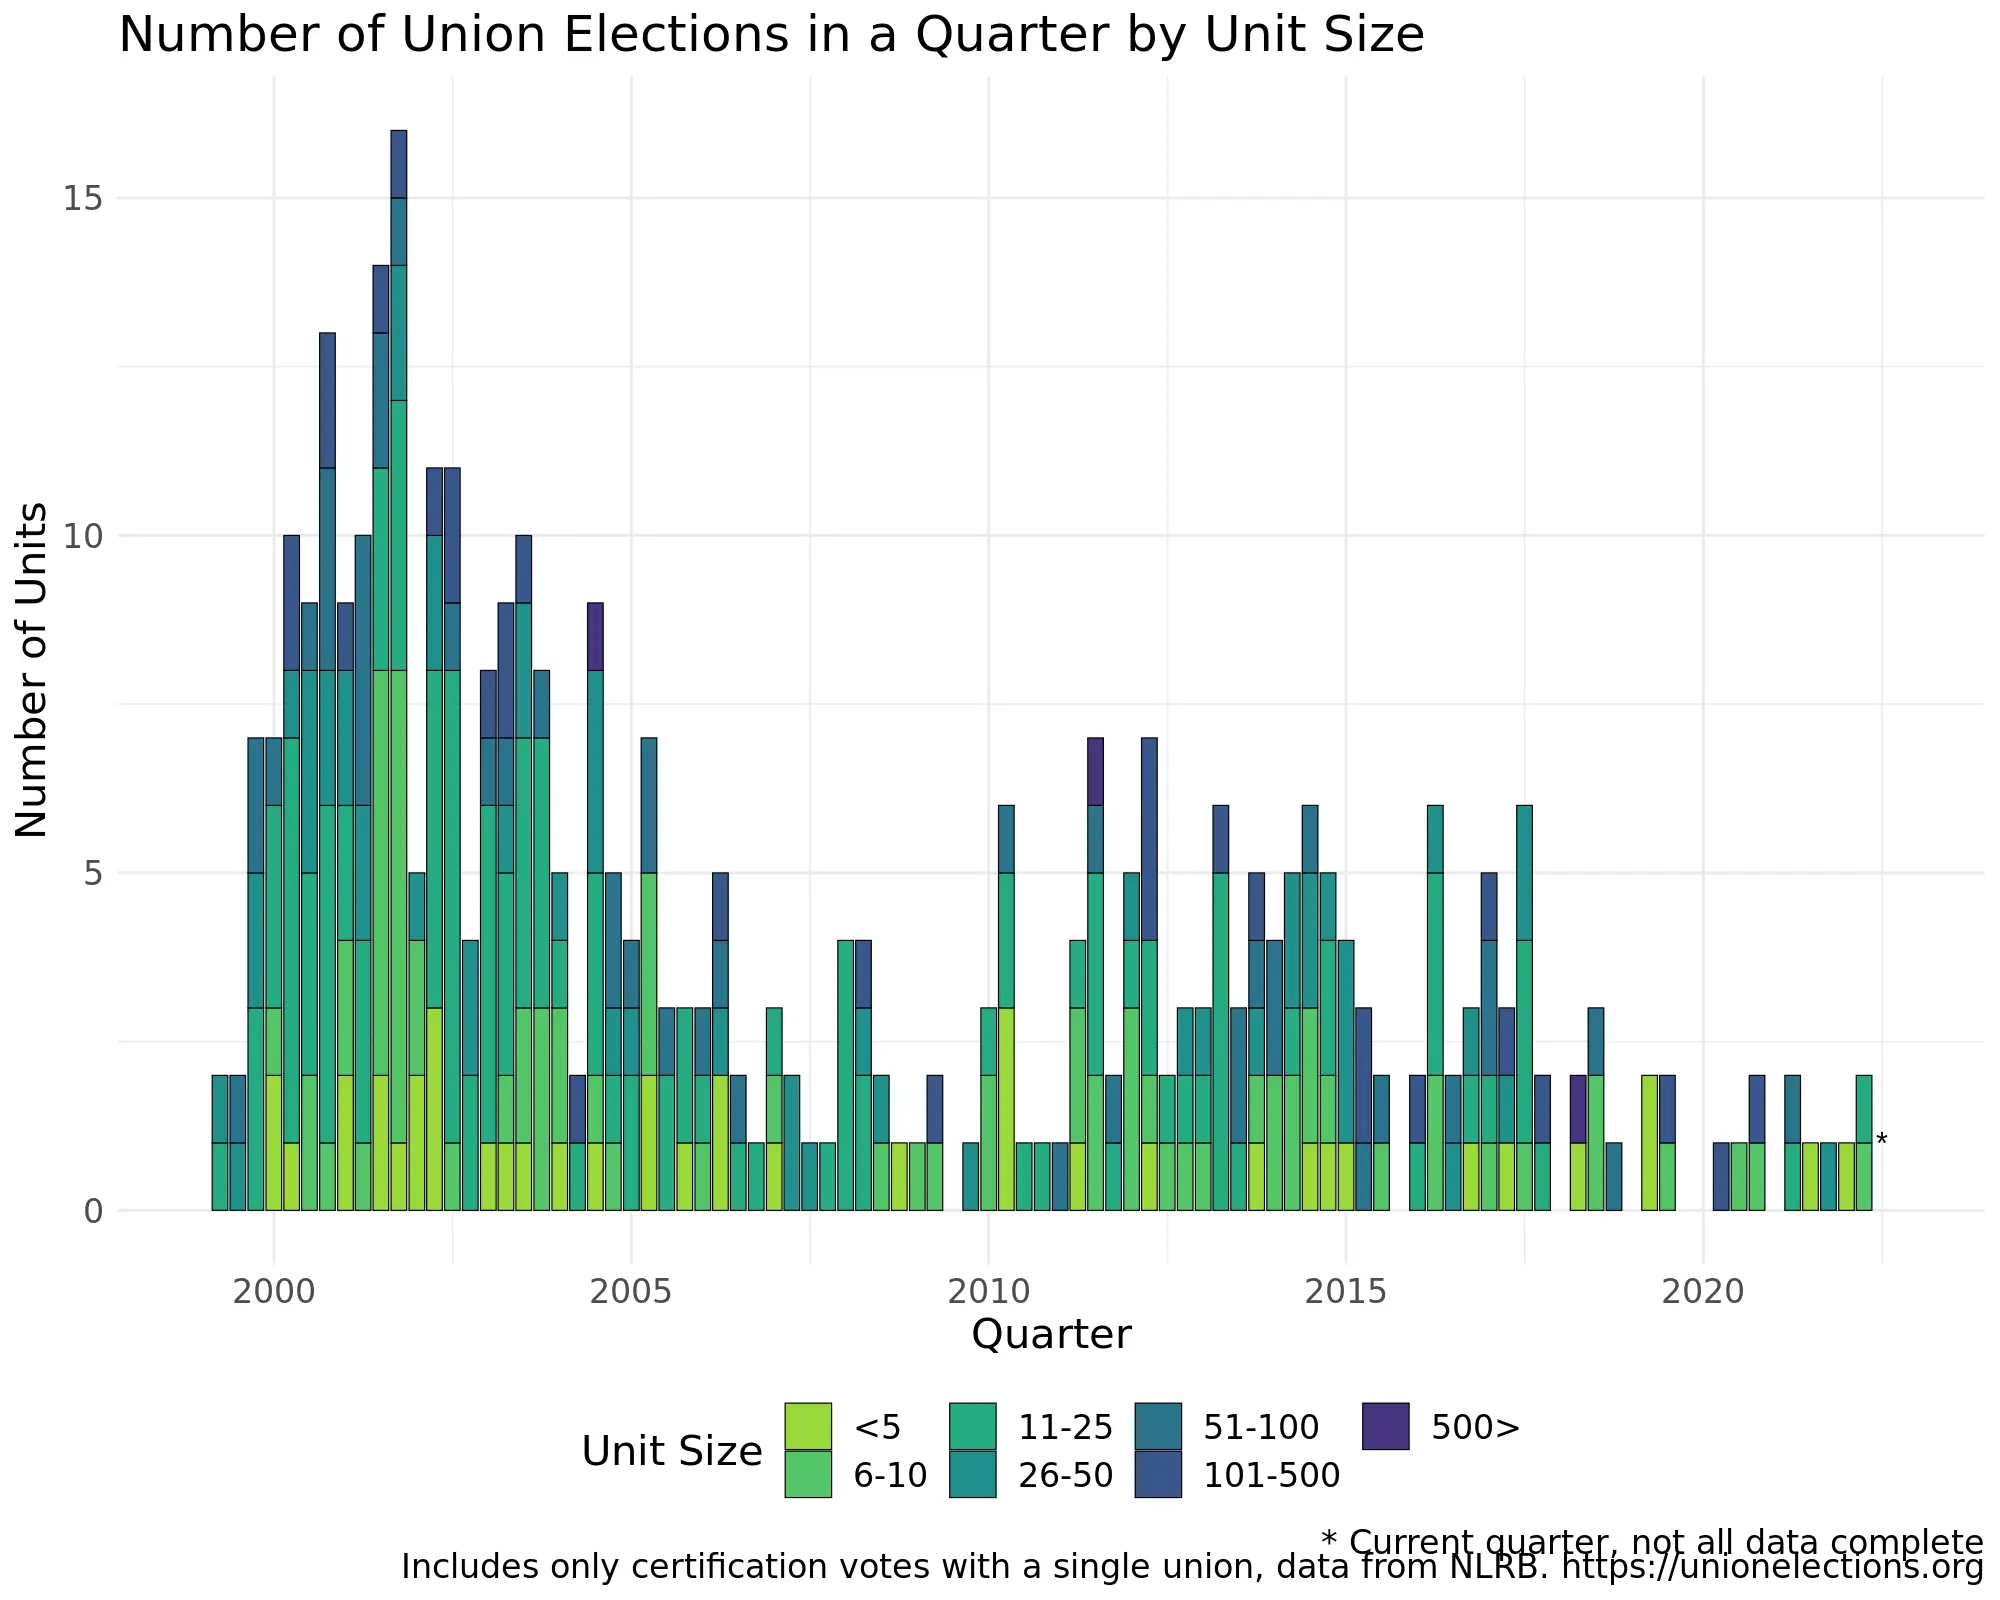 Number of Union Elections in a Quarter by Unit Size
Number of Units
15
10
5
0
2000 2005 2010 2015 2020
*
Quarter
Unit Size
<5 11-25 51-100 500>
6-10 26-50 101-500
* Current quarter, not all data complete
Includes only certification votes with a single union, data from NLRB. https://unionelections.org